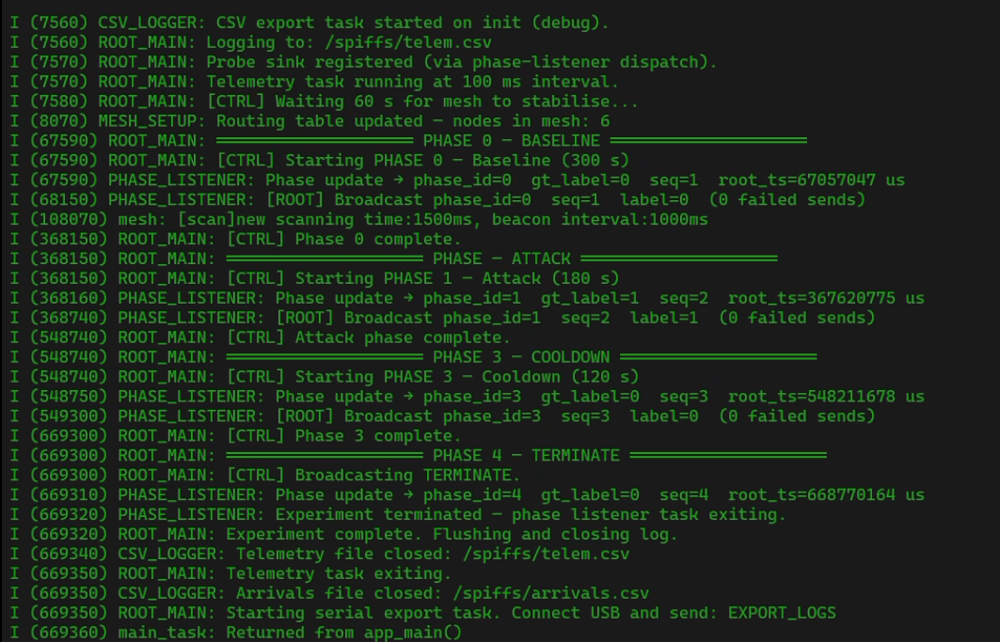 I (7560) CSV_LOGGER: CSV export task started on init (debug).
I (7560) ROOT_MAIN: Logging to: /spiffs/telem.csv
I (7570) ROOT_MAIN: Probe sink registered (via phase-listener dispatch).
I (7570) ROOT_MAIN: Telemetry task running at 100 ms interval.
I (7580) ROOT_MAIN: [CTRL] Waiting 60 s for mesh to stabilise...
I (8070) MESH_SETUP: Routing table updated — nodes in mesh: 6
I (67590) ROOT_MAIN: ════════════════════ PHASE 0 — BASELINE ════════════════════
I (67590) ROOT_MAIN: [CTRL] Starting PHASE 0 — Baseline (300 s)
I (67590) PHASE_LISTENER: Phase update → phase_id=0  gt_label=0  seq=1  root_ts=67057047 us
I (68150) PHASE_LISTENER: [ROOT] Broadcast phase_id=0  seq=1  label=0  (0 failed sends)
I (108070) mesh: [scan]new scanning time:1500ms, beacon interval:1000ms
I (368150) ROOT_MAIN: [CTRL] Phase 0 complete.
I (368150) ROOT_MAIN: ════════════════════ PHASE — ATTACK ════════════════════
I (368150) ROOT_MAIN: [CTRL] Starting PHASE 1 — Attack (180 s)
I (368160) PHASE_LISTENER: Phase update → phase_id=1  gt_label=1  seq=2  root_ts=367620775 us
I (368740) PHASE_LISTENER: [ROOT] Broadcast phase_id=1  seq=2  label=1  (0 failed sends)
I (548740) ROOT_MAIN: [CTRL] Attack phase complete.
I (548740) ROOT_MAIN: ════════════════════ PHASE 3 — COOLDOWN ════════════════════
I (548740) ROOT_MAIN: [CTRL] Starting PHASE 3 — Cooldown (120 s)
I (548750) PHASE_LISTENER: Phase update → phase_id=3  gt_label=0  seq=3  root_ts=548211678 us
I (549300) PHASE_LISTENER: [ROOT] Broadcast phase_id=3  seq=3  label=0  (0 failed sends)
I (669300) ROOT_MAIN: [CTRL] Phase 3 complete.
I (669300) ROOT_MAIN: ════════════════════ PHASE 4 — TERMINATE ════════════════════
I (669300) ROOT_MAIN: [CTRL] Broadcasting TERMINATE.
I (669310) PHASE_LISTENER: Phase update → phase_id=4  gt_label=0  seq=4  root_ts=668770164 us
I (669320) PHASE_LISTENER: Experiment terminated — phase listener task exiting.
I (669320) ROOT_MAIN: Experiment complete. Flushing and closing log.
I (669340) CSV_LOGGER: Telemetry file closed: /spiffs/telem.csv
I (669350) ROOT_MAIN: Telemetry task exiting.
I (669350) CSV_LOGGER: Arrivals file closed: /spiffs/arrivals.csv
I (669350) ROOT_MAIN: Starting serial export task. Connect USB and send: EXPORT_LOGS
I (669360) main_task: Returned from app_main()